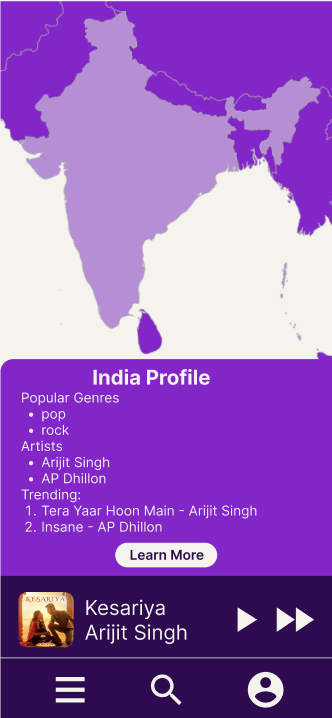 India Profile
Popular Genres
• pop
• rock
Artists
• Arijit Singh
• AP Dhillon
Trending:
1. Tera Yaar Hoon Main - Arijit Singh
2. Insane - AP Dhillon
Learn More
KESARIYA
Kesariya
Arijit Singh